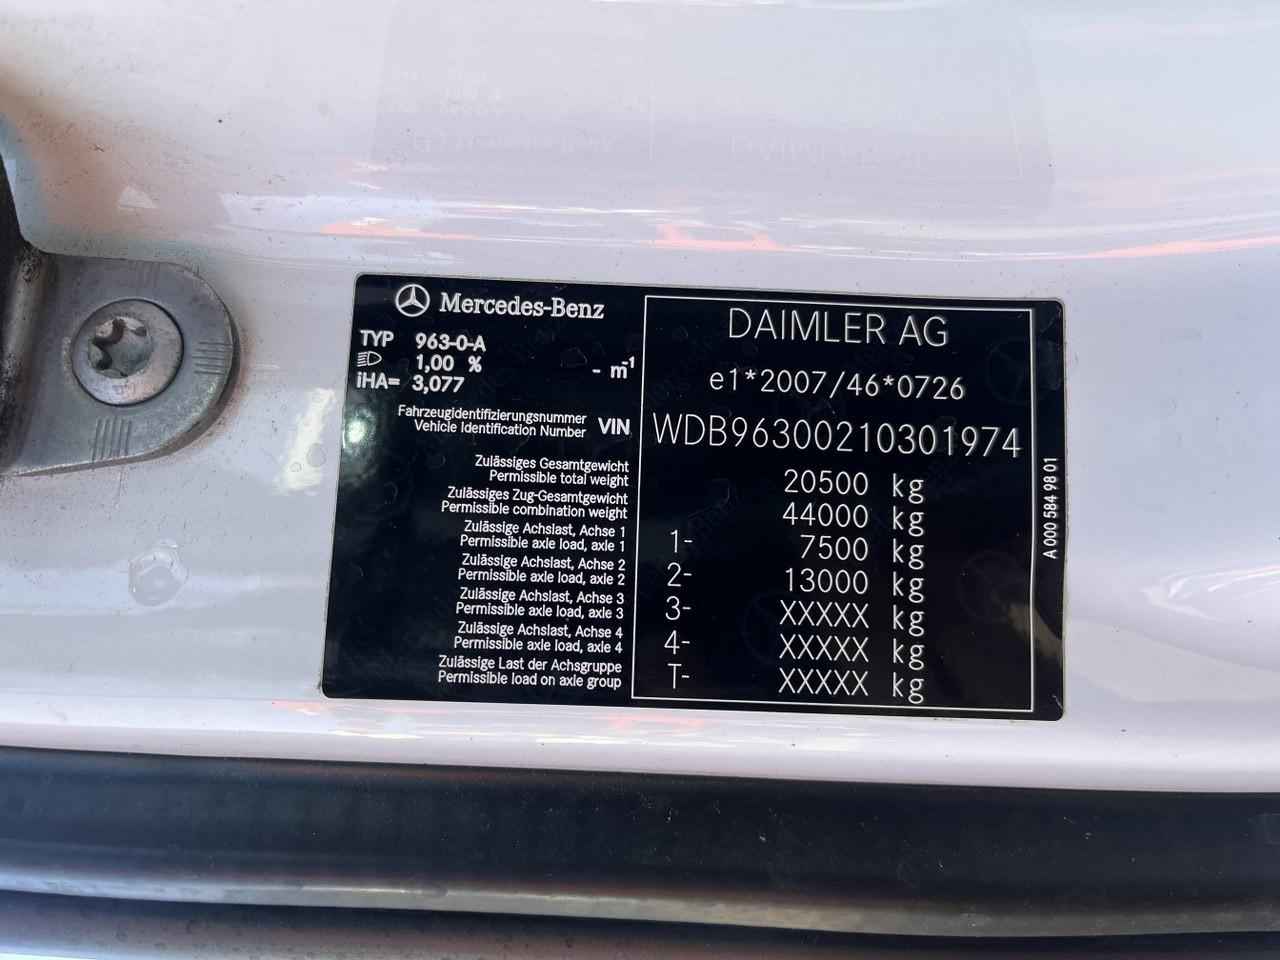 Mercedes-Benz
TYP 963-0-A
1,00 % - m⁻¹
iHA= 3,077
DAIMLER AG
e1*2007/46*0726
Fahrzeugidentifizierungsnummer
Vehicle Identification Number VIN WDB96300210301974
Zulässiges Gesamtgewicht
Permissible total weight 20500 kg
Zulässiges Zug-Gesamtgewicht
Permissible combination weight 44000 kg
Zulässige Achslast, Achse 1
Permissible axle load, axle 1 1- 7500 kg
Zulässige Achslast, Achse 2
Permissible axle load, axle 2 2- 13000 kg
Zulässige Achslast, Achse 3
Permissible axle load, axle 3 3- XXXXX kg
Zulässige Achslast, Achse 4
Permissible axle load, axle 4 4- XXXXX kg
Zulässige Last der Achsgruppe
Permissible load on axle group T- XXXXX kg
A 000 584 98 01